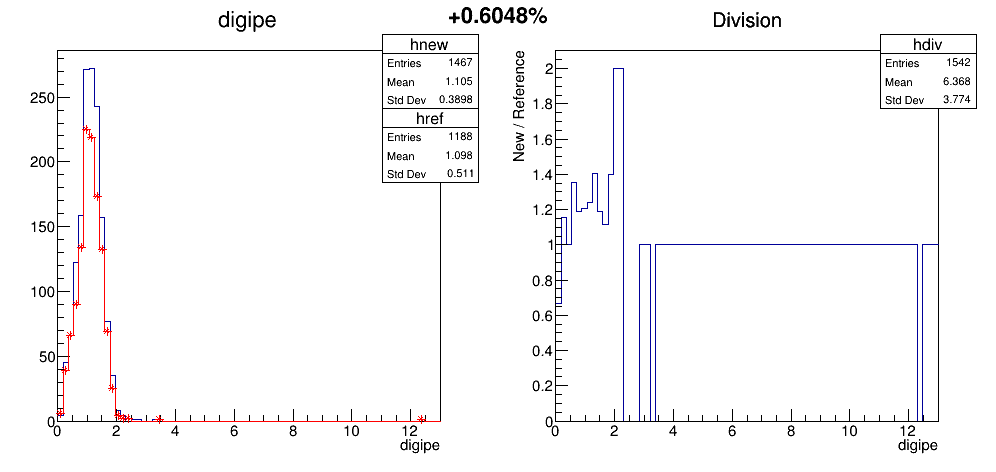 +0.6048%
digipe
hnew
Entries 1467
Mean 1.105
Std Dev 0.3898
href
Entries 1188
Mean 1.098
Std Dev 0.511
250
200
150
100
50
0
0 2 4 6 8 10 12
digipe
Division
hdiv
Entries 1542
Mean 6.368
Std Dev 3.774
New / Reference
2
1.8
1.6
1.4
1.2
1
0.8
0.6
0.4
0.2
0
0 2 4 6 8 10 12
digipe